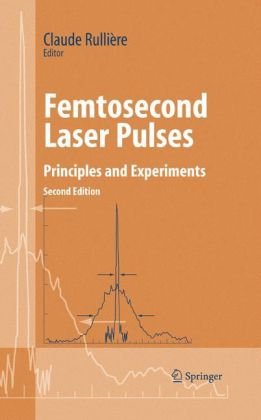 Claude Rullière
Editor
Femtosecond
Laser Pulses
Principles and Experiments
Second Edition
Springer